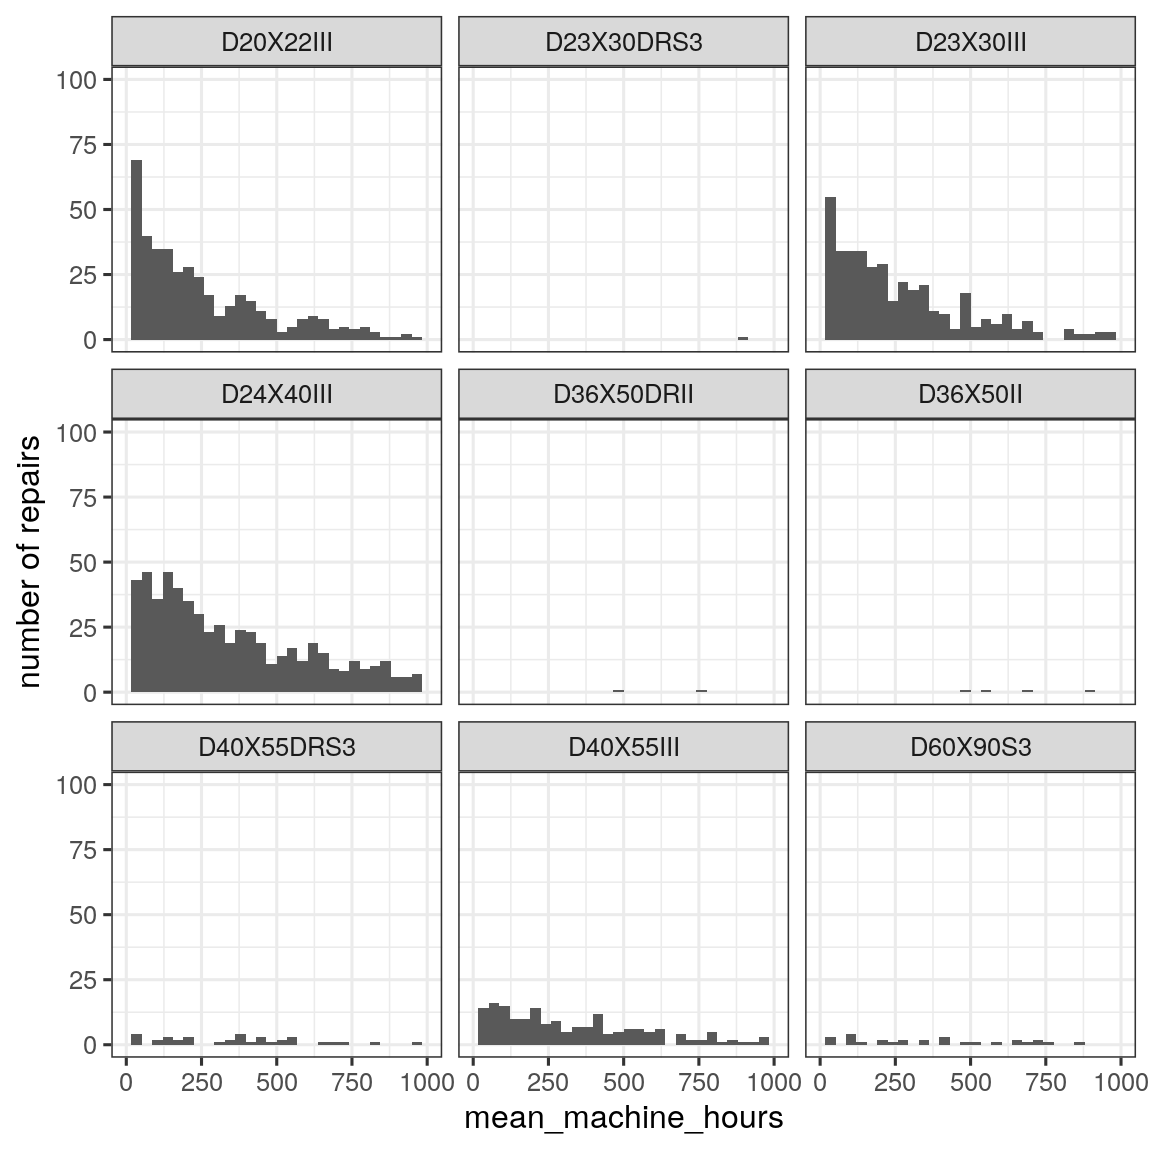 D20X22III D23X30DRS3 D23X30III
100
75
50
25
0
D24X40III D36X50DRII D36X50II
100
75
50
25
0
D40X55DRS3 D40X55III D60X90S3
100
75
50
25
0
0 250 500 750 1000 0 250 500 750 1000 0 250 500 750 1000
mean_machine_hours
number of repairs